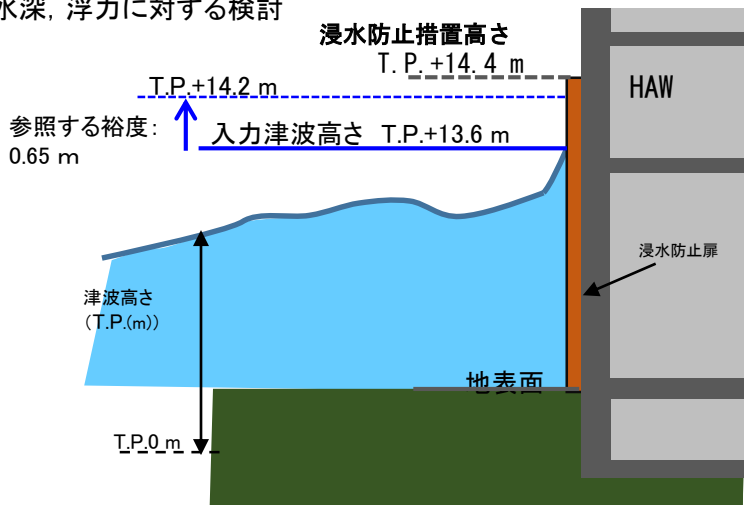 水深，浮力に対する検討
浸水防止措置高さ
T.P.+14.4 m
T.P.+14.2 m
HAW
参照する裕度：
0.65 m
入力津波高さ T.P.+13.6 m
浸水防止扉
津波高さ
（T.P.(m)）
地表面
T.P.0 m